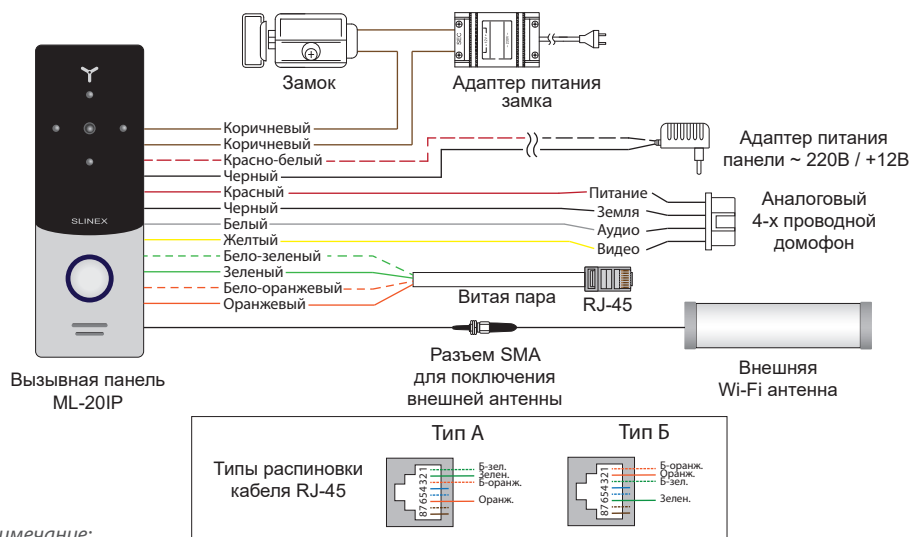 Замок
SEC
Адаптер питания
замка
Коричневый
Коричневый
Красно-белый
Черный
Адаптер питания
панели ~ 220В / +12В
Красный
Черный
Белый
Желтый
Питание
Земля
Аудио
Видео
Аналоговый
4-х проводной
домофон
SLINEX
Бело-зеленый
Зеленый
Бело-оранжевый
Оранжевый
Витая пара
RJ-45
Разъем SMA
для поключения
внешней антенны
Внешняя
Wi-Fi антенна
Вызывная панель
ML-20IP
Типы распиновки
кабеля RJ-45
Тип А
87654321
Б-зел.
Зелен.
Б-оранж.
Оранж.
Тип Б
87654321
Б-оранж.
Оранж.
Б-зел.
Зелен.